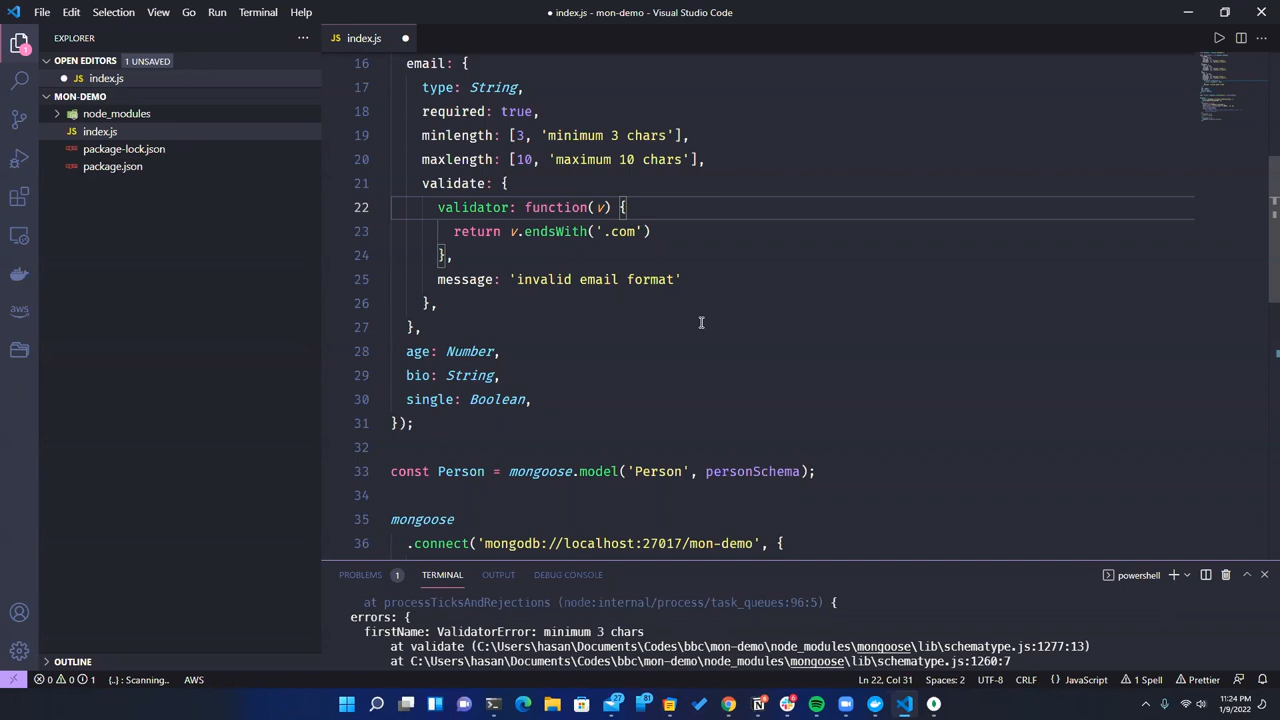 File Edit Selection View Go Run Terminal Help
● index.js - mon-demo - Visual Studio Code
EXPLORER
index.js
OPEN EDITORS 1 UNSAVED
JS index.js
MON-DEMO
node_modules
JS index.js
package-lock.json
package.json
aws
OUTLINE
16 email: {
17 type: String,
18 required: true,
19 minlength: [3, 'minimum 3 chars'],
20 maxlength: [10, 'maximum 10 chars'],
21 validate: {
22 validator: function(v) {
23 return v.endsWith('.com')
24 },
25 message: 'invalid email format'
26 },
27 },
28 age: Number,
29 bio: String,
30 single: Boolean,
31 });
32
33 const Person = mongoose.model('Person', personSchema);
34
35 mongoose
36 .connect('mongodb://localhost:27017/mon-demo', {
PROBLEMS 1 TERMINAL OUTPUT DEBUG CONSOLE powershell
at processTicksAndRejections (node:internal/process/task_queues:96:5) {
errors: {
firstName: ValidatorError: minimum 3 chars
at validate (C:\Users\hasan\Documents\Codes\bbc\mon-demo\node_modules\mongoose\lib\schematype.js:1277:13)
at C:\Users\hasan\Documents\Codes\bbc\mon-demo\node_modules\mongoose\lib\schematype.js:1260:7
0 0 1 {..}: Scanning.. AWS Ln 22, Col 31 Spaces: 2 UTF-8 CRLF {} JavaScript 1 Spell Prettier
27 81
11:24 PM
1/9/2022